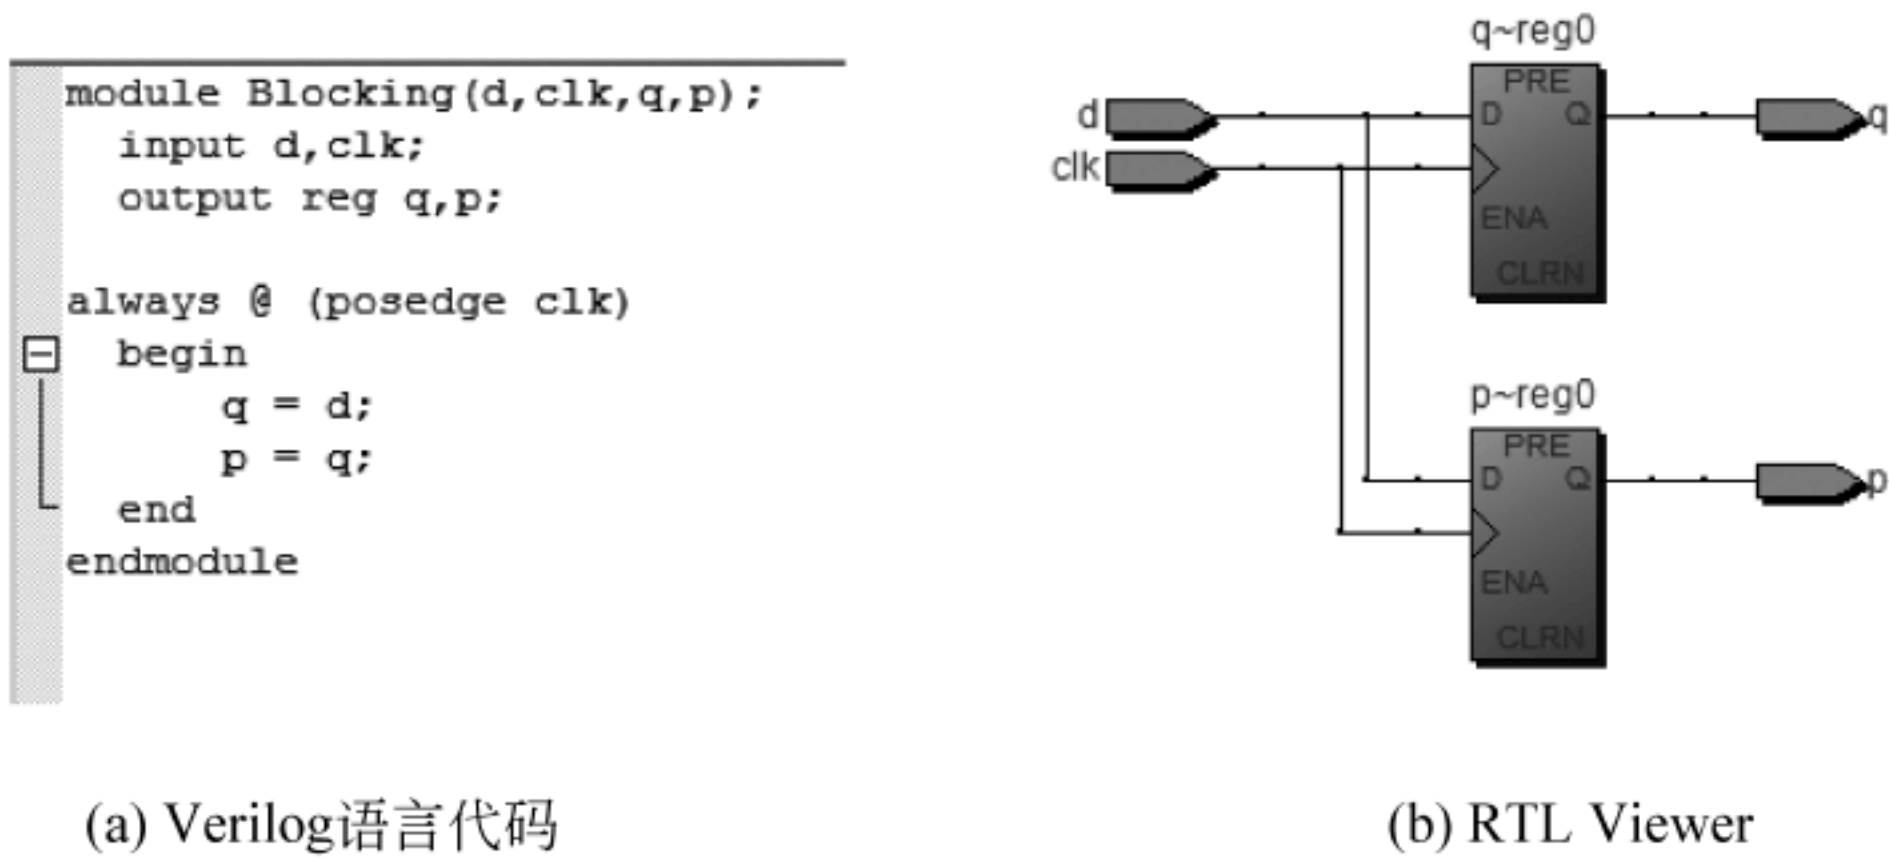 module Blocking(d,clk,q,p);
input d,clk;
output reg q,p;
always @ (posedge clk)
begin
q = d;
p = q;
end
endmodule
(a) Verilog语言代码
q~reg0
PRE
d
D
Q
q
clk
ENA
CLRN
p~reg0
PRE
D
Q
p
ENA
CLRN
(b) RTL Viewer